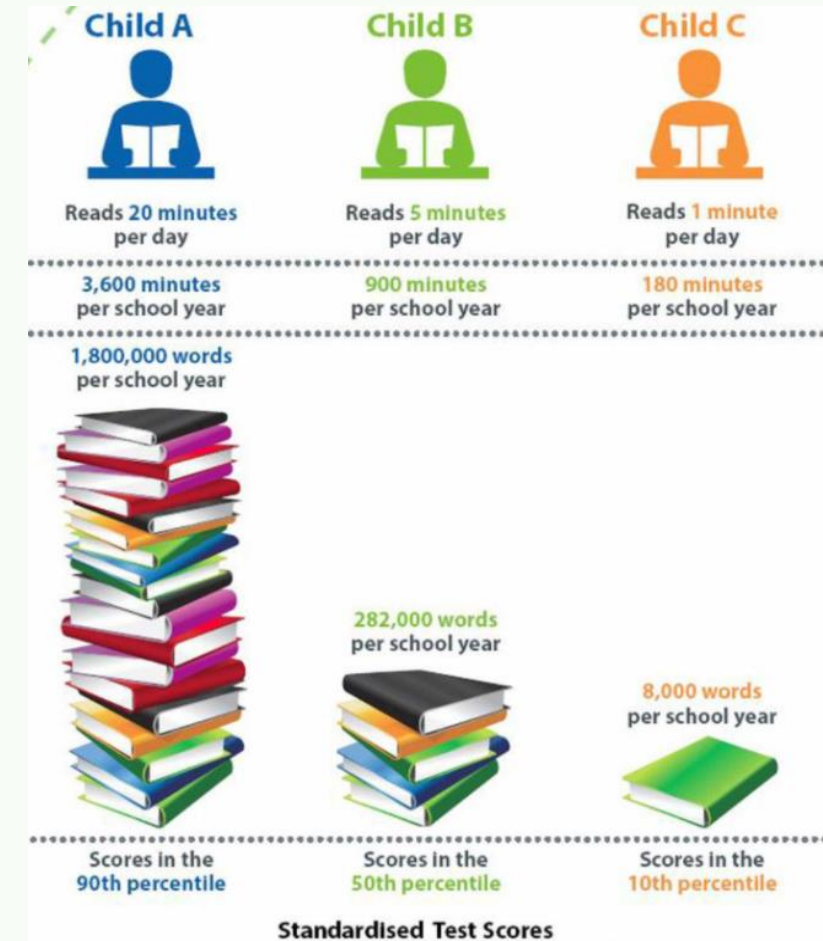 Child A
Child B
Child C
Reads 20 minutes
per day
Reads 5 minutes
per day
Reads 1 minute
per day
3,600 minutes
per school year
900 minutes
per school year
180 minutes
per school year
1,800,000 words
per school year
282,000 words
per school year
8,000 words
per school year
Scores in the
90th percentile
Scores in the
50th percentile
Scores in the
10th percentile
Standardised Test Scores